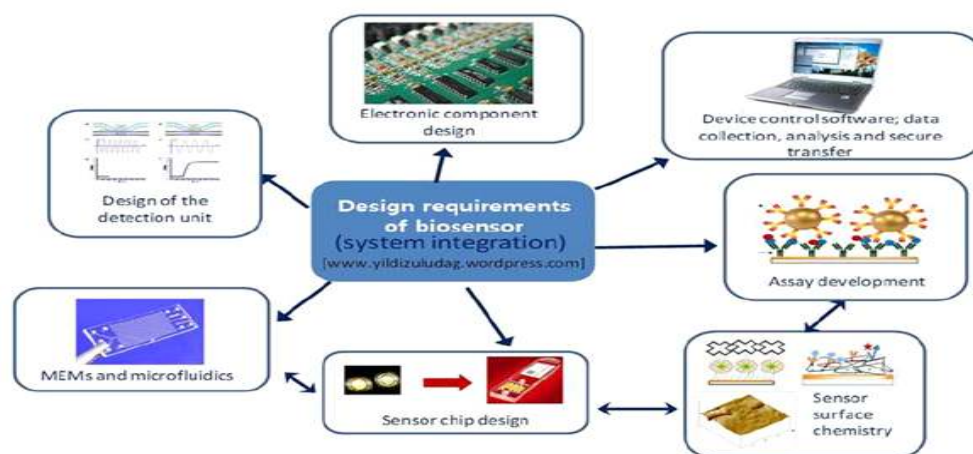 Electronic component
design
Device control software; data
collection, analysis and secure
transfer
Design of the
detection unit
Design requirements
of biosensor
(system integration)
[www.yildizuludag.wordpress.com]
Assay development
MEMs and microfluidics
Sensor chip design
Sensor
surface
chemistry